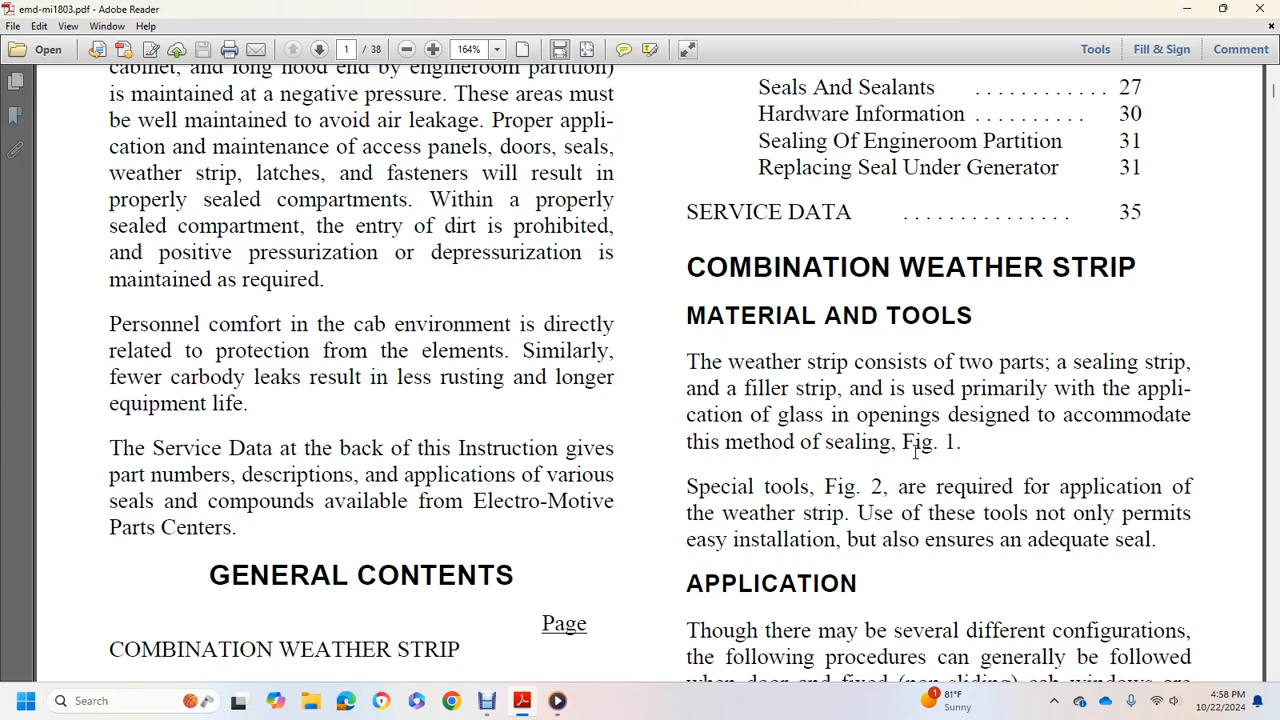 emd-mi1803.pdf - Adobe Reader
File Edit View Window Help
Open 1 / 38 164% Tools Fill & Sign Comment
cabinet, and long hood end by engineroom partition)
is maintained at a negative pressure. These areas must
be well maintained to avoid air leakage. Proper appli-
cation and maintenance of access panels, doors, seals,
weather strip, latches, and fasteners will result in
properly sealed compartments. Within a properly
sealed compartment, the entry of dirt is prohibited,
and positive pressurization or depressurization is
maintained as required.
Personnel comfort in the cab environment is directly
related to protection from the elements. Similarly,
fewer carbody leaks result in less rusting and longer
equipment life.
The Service Data at the back of this Instruction gives
part numbers, descriptions, and applications of various
seals and compounds available from Electro-Motive
Parts Centers.
GENERAL CONTENTS
Page
COMBINATION WEATHER STRIP
Seals And Sealants . . . . . . . . . . . . 27
Hardware Information . . . . . . . . . . 30
Sealing Of Engineroom Partition 31
Replacing Seal Under Generator 31
SERVICE DATA . . . . . . . . . . . . . . . 35
COMBINATION WEATHER STRIP
MATERIAL AND TOOLS
The weather strip consists of two parts; a sealing strip,
and a filler strip, and is used primarily with the appli-
cation of glass in openings designed to accommodate
this method of sealing, Fig. 1.
Special tools, Fig. 2, are required for application of
the weather strip. Use of these tools not only permits
easy installation, but also ensures an adequate seal.
APPLICATION
Though there may be several different configurations,
the following procedures can generally be followed
when door and fixed (non-sliding) cab windows are
Search
1
81°F
Sunny
4:58 PM
10/22/2024